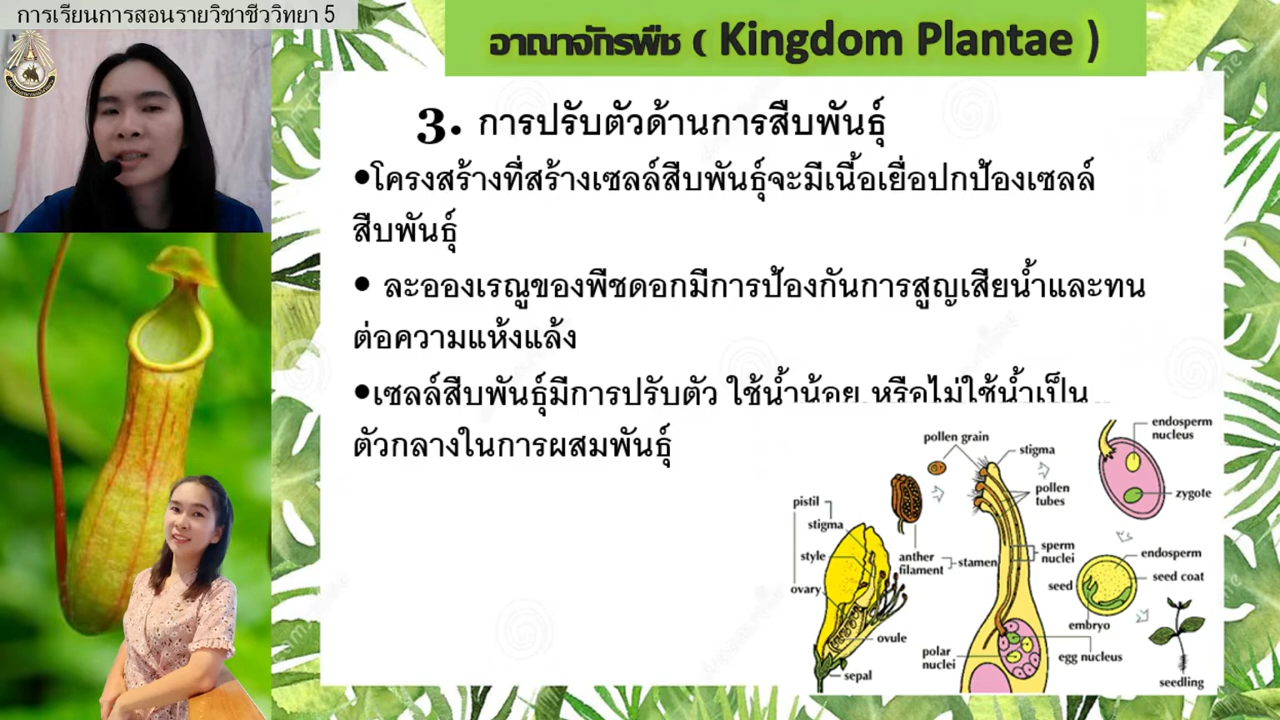 การเรียนการสอนรายวิชาชีววิทยา 5
อาณาจักรพืช ( Kingdom Plantae )
3. การปรับตัวด้านการสืบพันธุ์
•โครงสร้างที่สร้างเซลล์สืบพันธุ์จะมีเนื้อเยื่อปกป้องเซลล์
สืบพันธุ์
• ละอองเรณูของพืชดอกมีการป้องกันการสูญเสียน้ำและทน
ต่อความแห้งแล้ง
•เซลล์สืบพันธุ์มีการปรับตัว ใช้น้ำน้อย หรือไม่ใช้น้ำเป็น
ตัวกลางในการผสมพันธุ์
endosperm
nucleus
pollen grain
stigma
pollen
tubes
zygote
pistil
stigma
style
anther
filament
stamen
sperm
nuclei
endosperm
seed
seed coat
ovary
embryo
ovule
polar
nuclei
egg nucleus
sepal
seedling